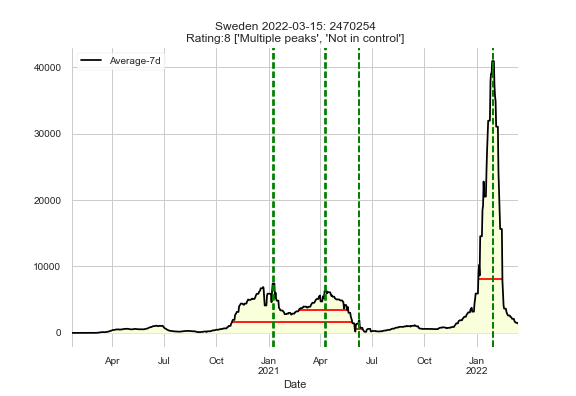 Sweden 2022-03-15: 2470254
Rating:8 ['Multiple peaks', 'Not in control']
Average-7d
40000
30000
20000
10000
0
Apr Jul Oct Jan Apr Jul Oct Jan
2021 2022
Date